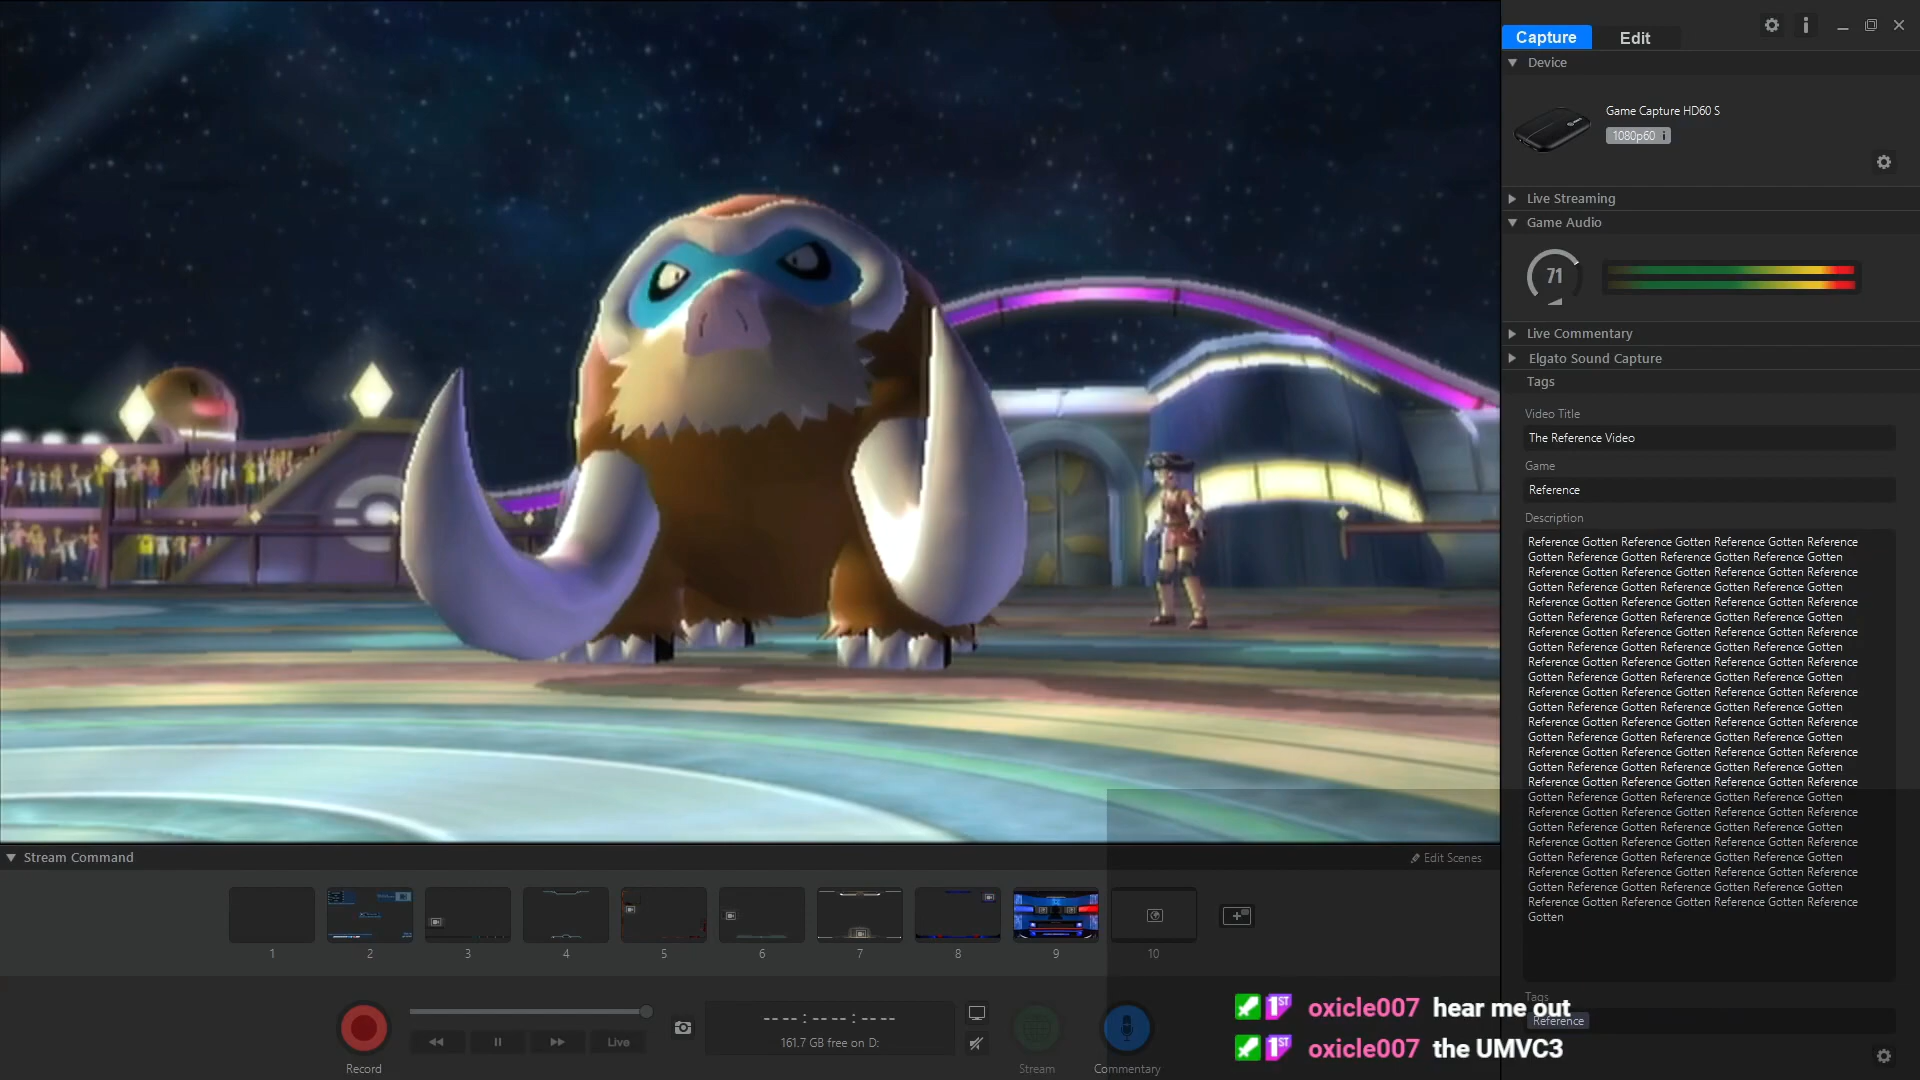 Capture Edit
Device
Game Capture HD60 S
1080p60 i
Live Streaming
Game Audio
71
Live Commentary
Elgato Sound Capture
Tags
Video Title
The Reference Video
Game
Reference
Description
Reference Gotten Reference Gotten Reference Gotten Reference
Gotten Reference Gotten Reference Gotten Reference Gotten
Reference Gotten Reference Gotten Reference Gotten Reference
Gotten Reference Gotten Reference Gotten Reference Gotten
Reference Gotten Reference Gotten Reference Gotten Reference
Gotten Reference Gotten Reference Gotten Reference Gotten
Reference Gotten Reference Gotten Reference Gotten Reference
Gotten Reference Gotten Reference Gotten Reference Gotten
Reference Gotten Reference Gotten Reference Gotten Reference
Gotten Reference Gotten Reference Gotten Reference Gotten
Reference Gotten Reference Gotten Reference Gotten Reference
Gotten Reference Gotten Reference Gotten Reference Gotten
Reference Gotten Reference Gotten Reference Gotten Reference
Gotten Reference Gotten Reference Gotten Reference Gotten
Reference Gotten Reference Gotten Reference Gotten Reference
Gotten Reference Gotten Reference Gotten Reference Gotten
Reference Gotten Reference Gotten Reference Gotten Reference
Gotten Reference Gotten Reference Gotten Reference Gotten
Reference Gotten Reference Gotten Reference Gotten Reference
Gotten Reference Gotten Reference Gotten Reference Gotten
Reference Gotten Reference Gotten Reference Gotten Reference
Gotten Reference Gotten Reference Gotten Reference Gotten
Reference Gotten Reference Gotten Reference Gotten Reference
Gotten Reference Gotten Reference Gotten Reference Gotten
Reference Gotten Reference Gotten Reference Gotten Reference
Gotten
Tags
Reference
Stream Command
Edit Scenes
1 2 3 4 5 6 7 8 9 10
Record
Live
----:----:----
161.7 GB free on D:
Stream
Commentary
1ST oxicle007 hear me out
1ST oxicle007 the UMVC3